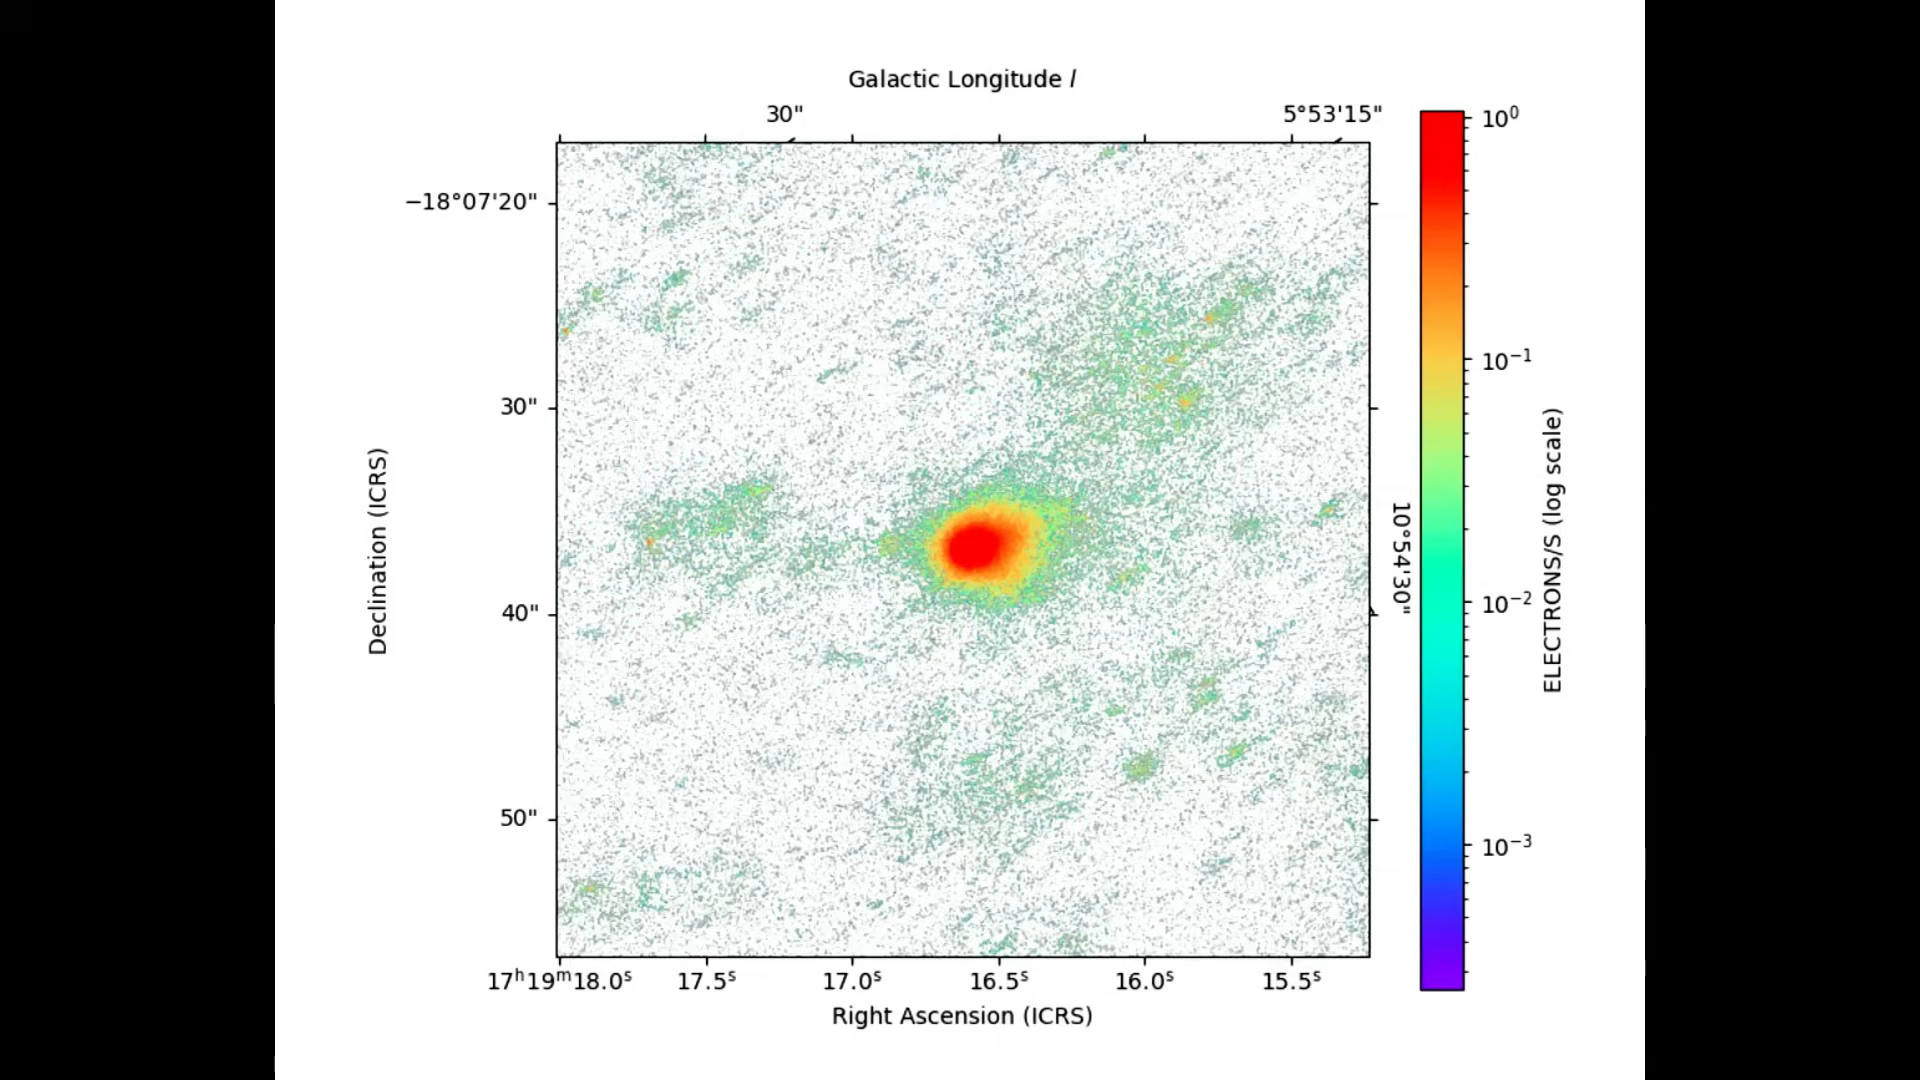 Galactic Longitude l
30" 5°53'15"
10⁰
−18°07'20"
10⁻¹
30"
Declination (ICRS)
ELECTRONS/S (log scale)
10°54'30"
10⁻²
40"
50"
10⁻³
17ʰ19ᵐ18.0ˢ 17.5ˢ 17.0ˢ 16.5ˢ 16.0ˢ 15.5ˢ
Right Ascension (ICRS)